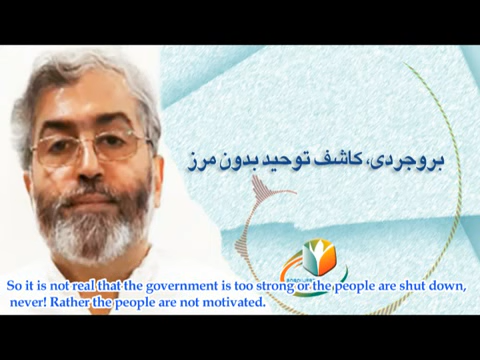 بروجردی، کاشف توحید بدون مرز
So it is not real that the government is too strong or the people are shut down,
never! Rather the people are not motivated.